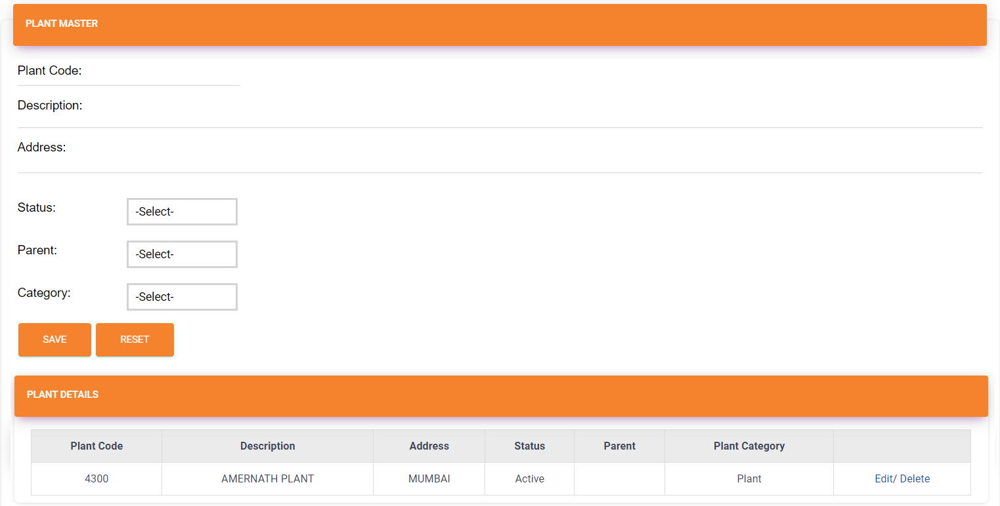 PLANT MASTER
Plant Code:
Description:
Address:
Status: -Select-
Parent: -Select-
Category: -Select-
SAVE RESET
PLANT DETAILS
Plant Code Description Address Status Parent Plant Category
4300 AMERNATH PLANT MUMBAI Active Plant Edit/ Delete